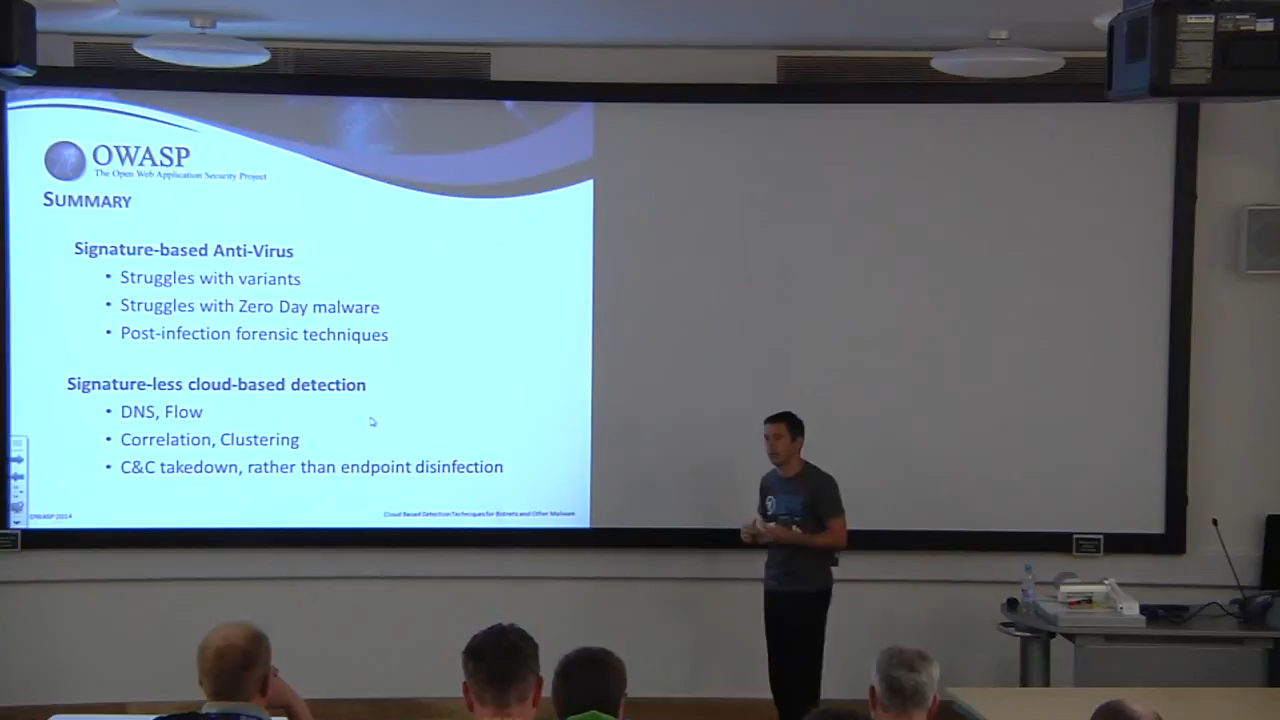 OWASP
The Open Web Application Security Project
SUMMARY
Signature-based Anti-Virus
• Struggles with variants
• Struggles with Zero Day malware
• Post-infection forensic techniques
Signature-less cloud-based detection
• DNS, Flow
• Correlation, Clustering
• C&C takedown, rather than endpoint disinfection
OWASP 2014
Cloud Based Detection Techniques for Botnets and Other Malware